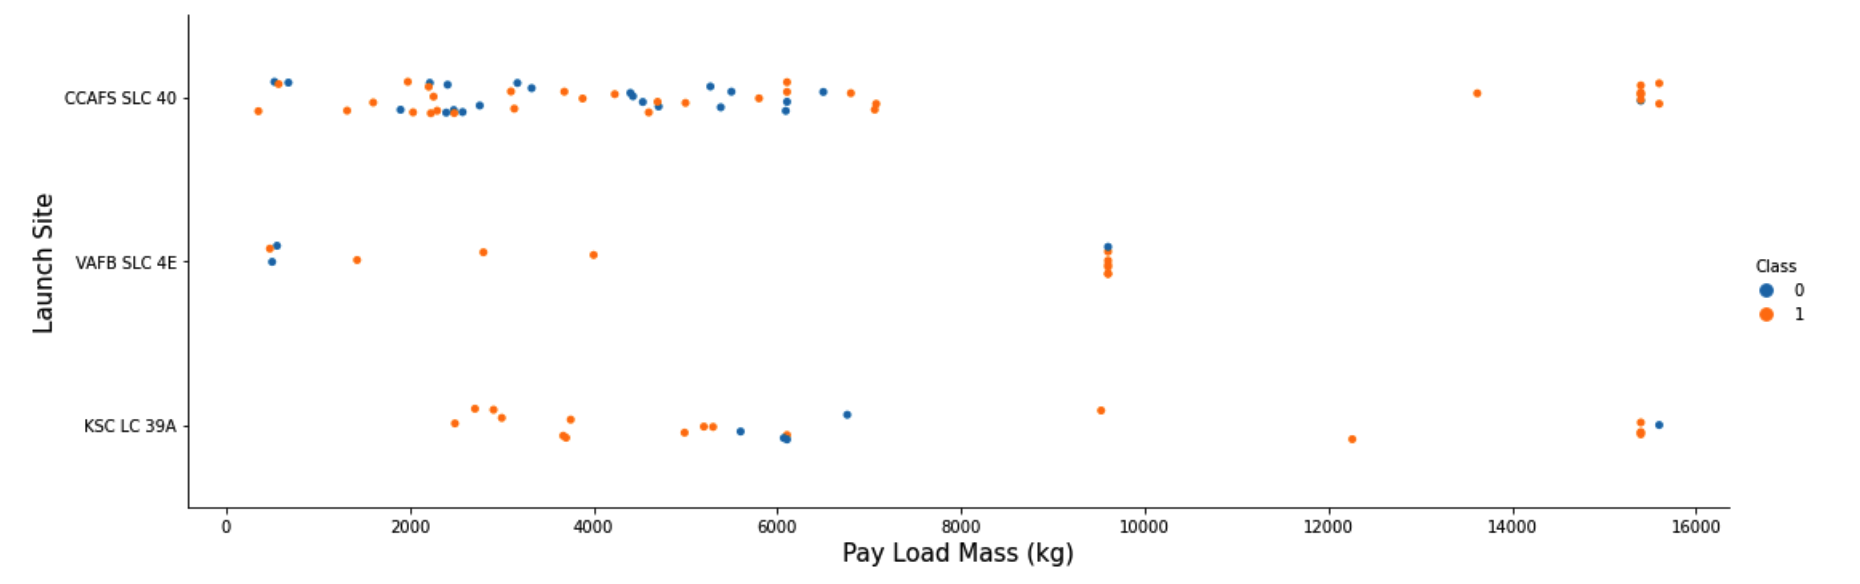 CCAFS SLC 40
VAFB SLC 4E
KSC LC 39A
Launch Site
0 2000 4000 6000 8000 10000 12000 14000 16000
Pay Load Mass (kg)
Class
0
1